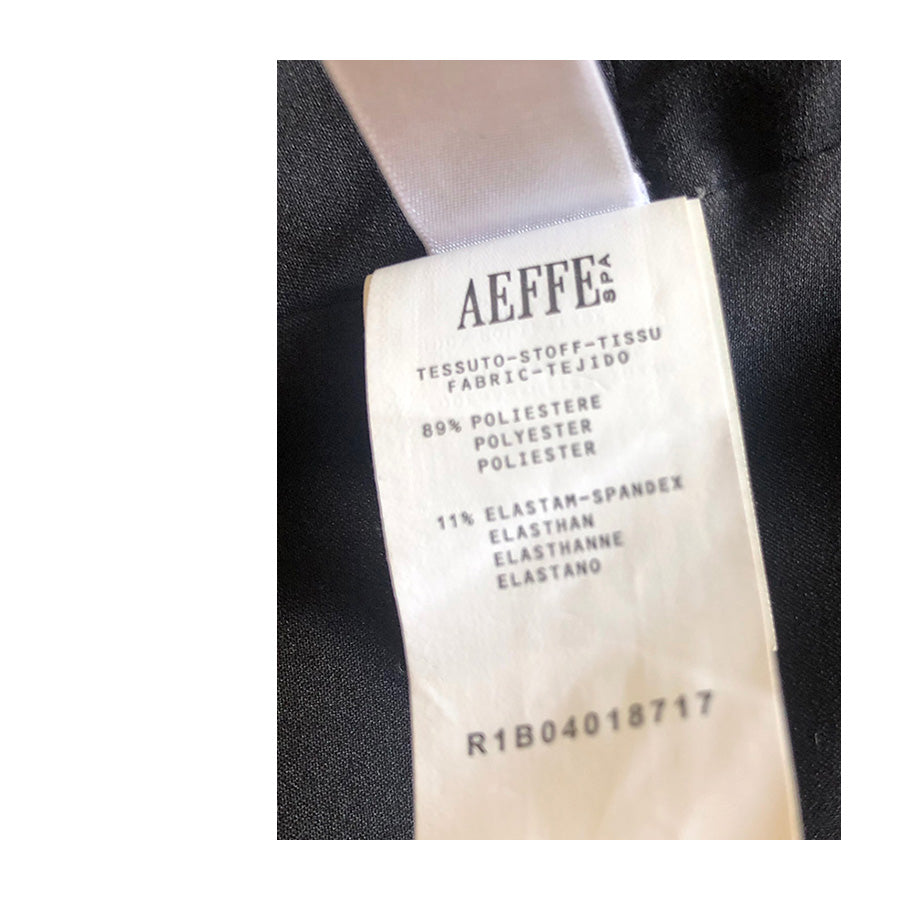 AEFFE SPA
TESSUTO-STOFF-TISSU
FABRIC-TEJIDO
89% POLIESTERE
POLYESTER
POLIESTER
11% ELASTAM-SPANDEX
ELASTHAN
ELASTHANNE
ELASTANO
R1B04018717